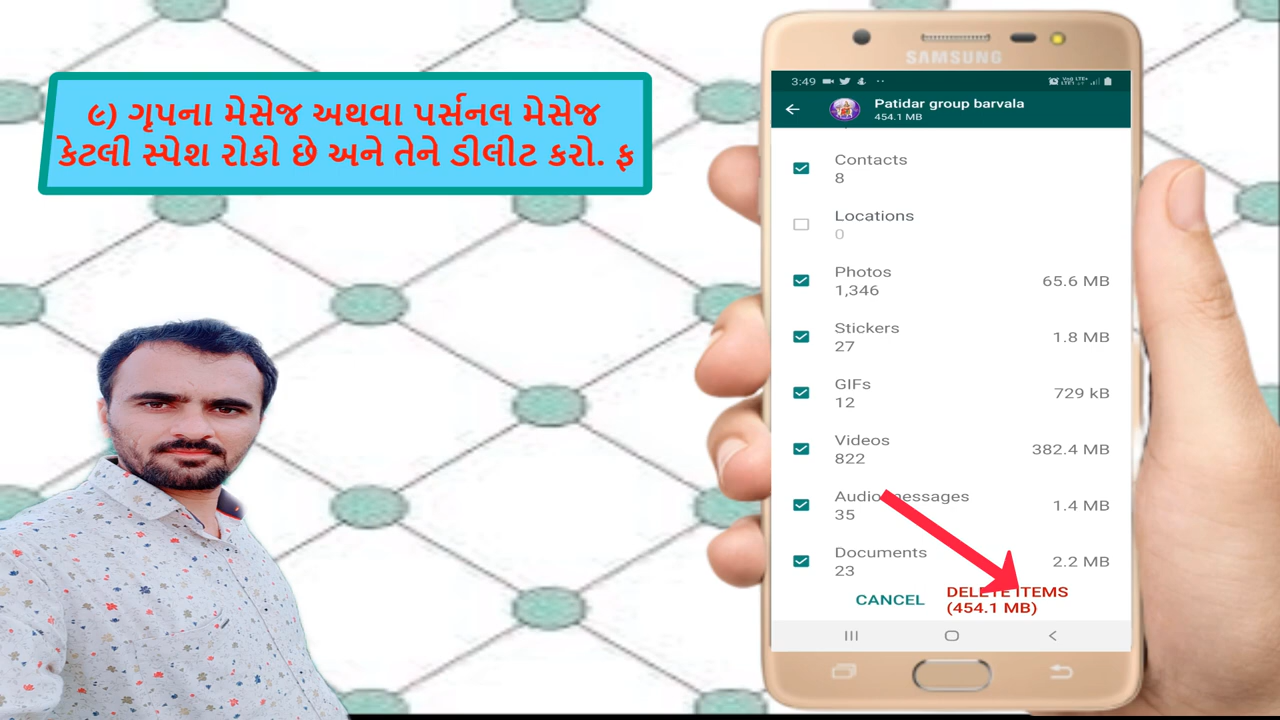 ૯) ગૃપના મેસેજ અથવા પર્સનલ મેસેજ
કેટલી સ્પેશ રોકો છે અને તેને ડીલીટ કરો. ફ
SAMSUNG
3:49
Patidar group barvala
454.1 MB
Contacts
8
Locations
0
Photos
1,346
65.6 MB
Stickers
27
1.8 MB
GIFs
12
729 kB
Videos
822
382.4 MB
Audio messages
35
1.4 MB
Documents
23
2.2 MB
CANCEL
DELETE ITEMS
(454.1 MB)